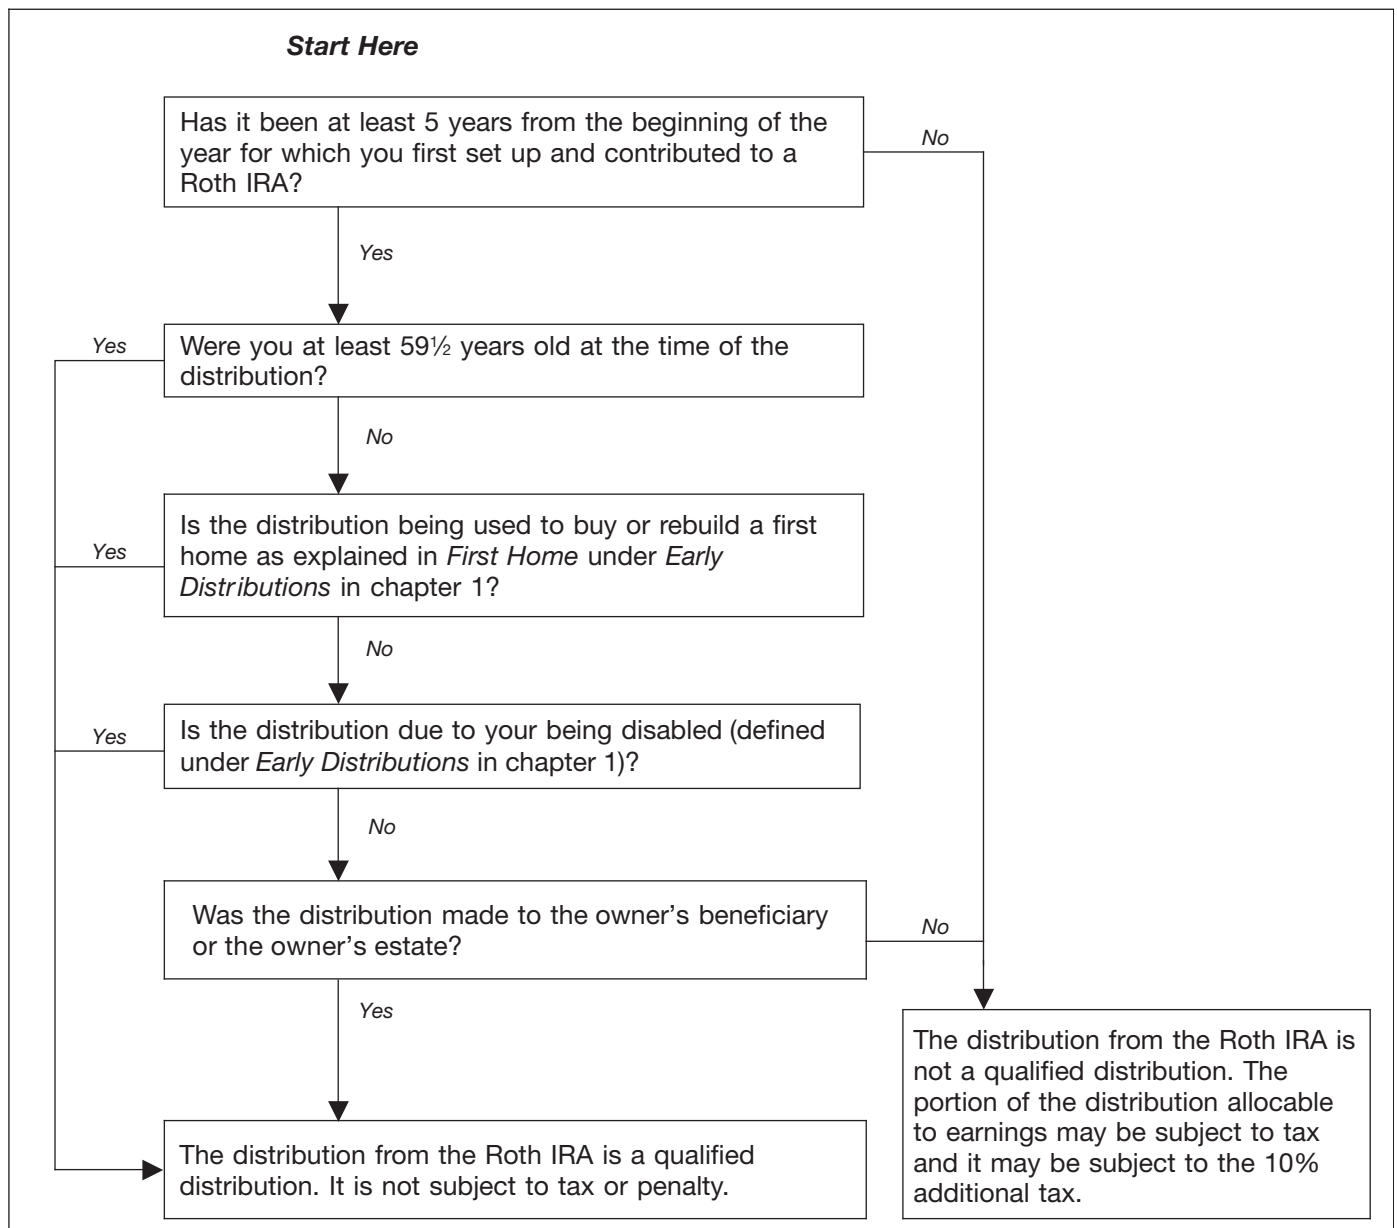 Start Here
Has it been at least 5 years from the beginning of the
year for which you first set up and contributed to a
Roth IRA?
No
Yes
Yes
Were you at least 59½ years old at the time of the
distribution?
No
Yes
Is the distribution being used to buy or rebuild a first
home as explained in First Home under Early
Distributions in chapter 1?
No
Yes
Is the distribution due to your being disabled (defined
under Early Distributions in chapter 1)?
No
Was the distribution made to the owner’s beneficiary
or the owner’s estate?
No
Yes
The distribution from the Roth IRA is a qualified
distribution. It is not subject to tax or penalty.
The distribution from the Roth IRA is
not a qualified distribution. The
portion of the distribution allocable
to earnings may be subject to tax
and it may be subject to the 10%
additional tax.